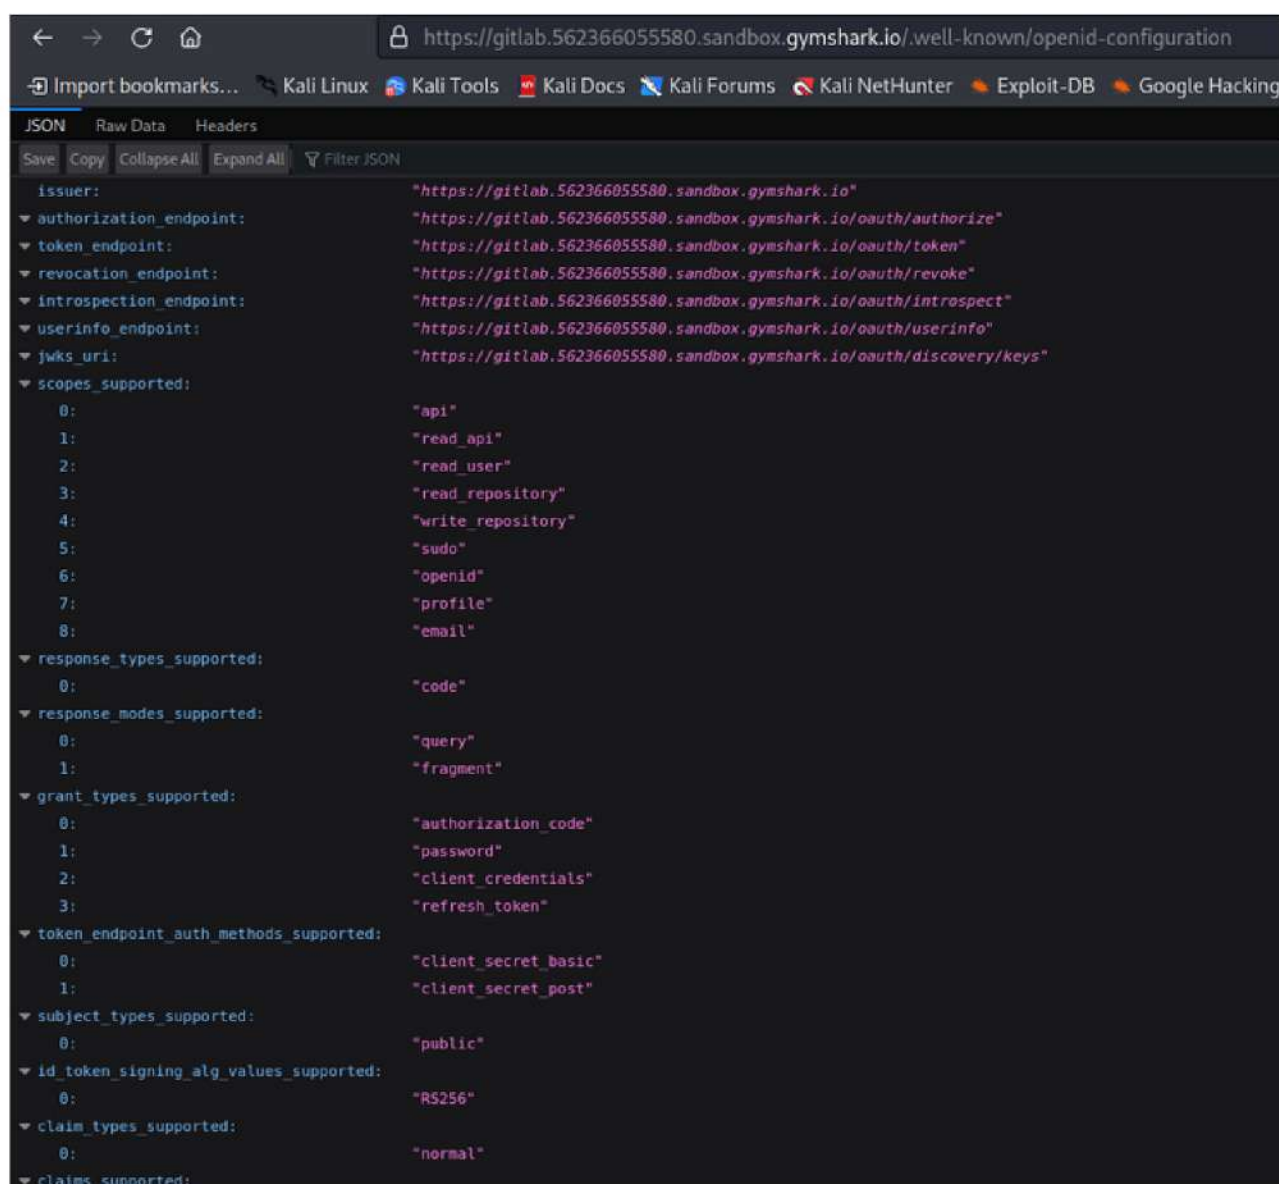 https://gitlab.562366055580.sandbox.gymshark.io/.well-known/openid-configuration
Import bookmarks... Kali Linux Kali Tools Kali Docs Kali Forums Kali NetHunter Exploit-DB Google Hacking
JSON Raw Data Headers
Save Copy Collapse All Expand All Filter JSON
issuer: "https://gitlab.562366055580.sandbox.gymshark.io"
authorization_endpoint: "https://gitlab.562366055580.sandbox.gymshark.io/oauth/authorize"
token_endpoint: "https://gitlab.562366055580.sandbox.gymshark.io/oauth/token"
revocation_endpoint: "https://gitlab.562366055580.sandbox.gymshark.io/oauth/revoke"
introspection_endpoint: "https://gitlab.562366055580.sandbox.gymshark.io/oauth/introspect"
userinfo_endpoint: "https://gitlab.562366055580.sandbox.gymshark.io/oauth/userinfo"
jwks_uri: "https://gitlab.562366055580.sandbox.gymshark.io/oauth/discovery/keys"
scopes_supported:
0: "api"
1: "read_api"
2: "read_user"
3: "read_repository"
4: "write_repository"
5: "sudo"
6: "openid"
7: "profile"
8: "email"
response_types_supported:
0: "code"
response_modes_supported:
0: "query"
1: "fragment"
grant_types_supported:
0: "authorization_code"
1: "password"
2: "client_credentials"
3: "refresh_token"
token_endpoint_auth_methods_supported:
0: "client_secret_basic"
1: "client_secret_post"
subject_types_supported:
0: "public"
id_token_signing_alg_values_supported:
0: "RS256"
claim_types_supported:
0: "normal"
claims_supported: